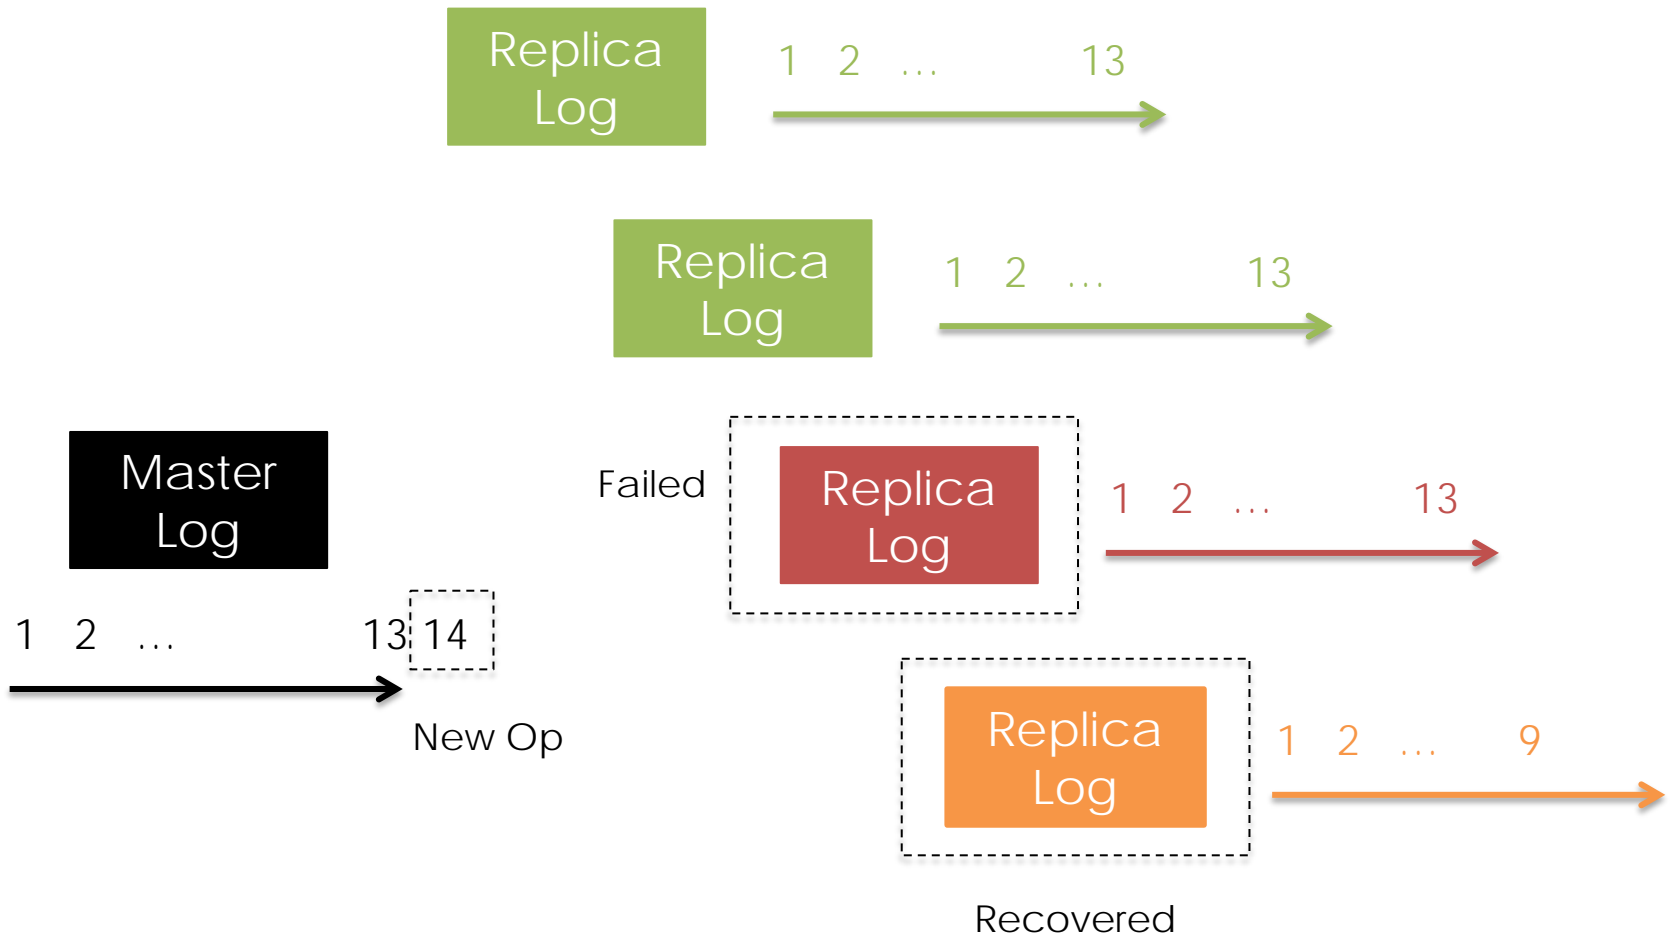 Replica
Log
1 2 ... 13
Replica
Log
1 2 ... 13
Master
Log
1 2 ... 13 14
New Op
Failed
Replica
Log
1 2 ... 13
Replica
Log
1 2 ... 9
Recovered